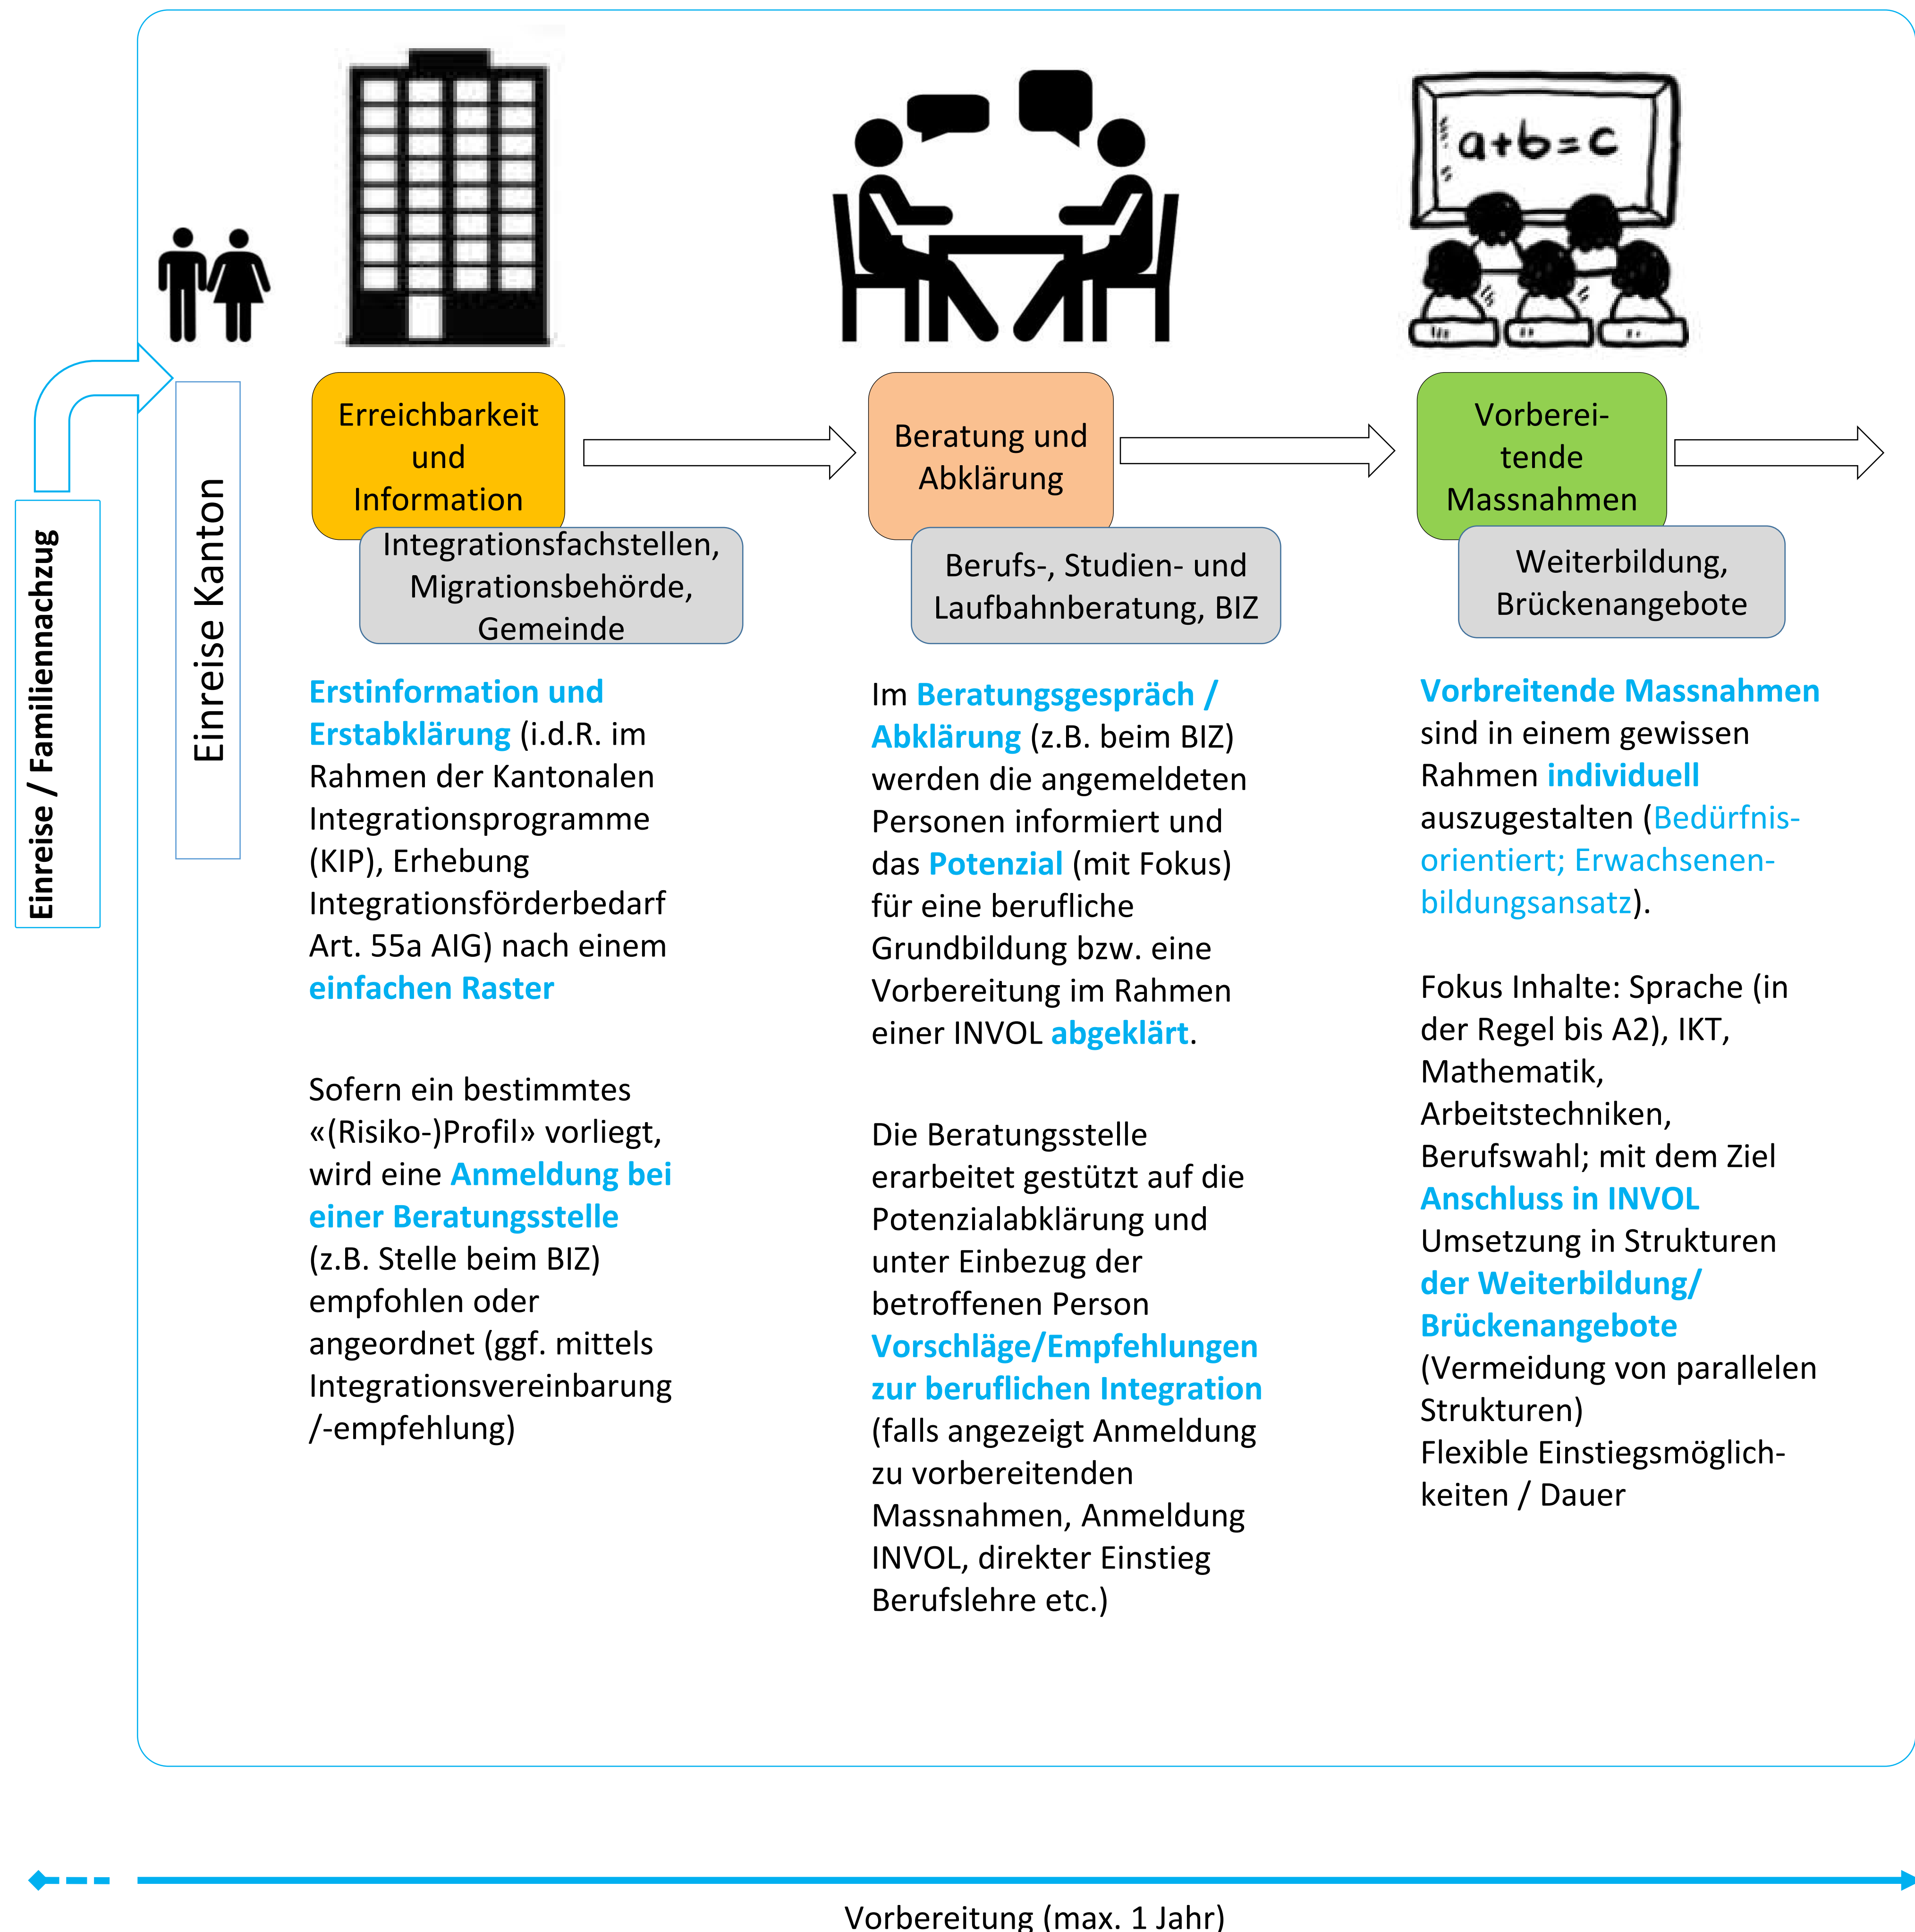 Einreise / Familiennachzug
Einreise Kanton
a+b=c
Erreichbarkeit
und
Information
Integrationsfachstellen,
Migrationsbehörde,
Gemeinde
Erstinformation und
Erstabklärung (i.d.R. im
Rahmen der Kantonalen
Integrationsprogramme
(KIP), Erhebung
Integrationsförderbedarf
Art. 55a AIG) nach einem
einfachen Raster
Sofern ein bestimmtes
«(Risiko-)Profil» vorliegt,
wird eine Anmeldung bei
einer Beratungsstelle
(z.B. Stelle beim BIZ)
empfohlen oder
angeordnet (ggf. mittels
Integrationsvereinbarung
/-empfehlung)
Beratung und
Abklärung
Berufs-, Studien- und
Laufbahnberatung, BIZ
Im Beratungsgespräch /
Abklärung (z.B. beim BIZ)
werden die angemeldeten
Personen informiert und
das Potenzial (mit Fokus)
für eine berufliche
Grundbildung bzw. eine
Vorbereitung im Rahmen
einer INVOL abgeklärt.
Die Beratungsstelle
erarbeitet gestützt auf die
Potenzialabklärung und
unter Einbezug der
betroffenen Person
Vorschläge/Empfehlungen
zur beruflichen Integration
(falls angezeigt Anmeldung
zu vorbereitenden
Massnahmen, Anmeldung
INVOL, direkter Einstieg
Berufslehre etc.)
Vorberei-
tende
Massnahmen
Weiterbildung,
Brückenangebote
Vorbreitende Massnahmen
sind in einem gewissen
Rahmen individuell
auszugestalten (Bedürfnis-
orientiert; Erwachsenen-
bildungsansatz).
Fokus Inhalte: Sprache (in
der Regel bis A2), IKT,
Mathematik,
Arbeitstechniken,
Berufswahl; mit dem Ziel
Anschluss in INVOL
Umsetzung in Strukturen
der Weiterbildung/
Brückenangebote
(Vermeidung von parallelen
Strukturen)
Flexible Einstiegsmöglich-
keiten / Dauer
Vorbereitung (max. 1 Jahr)